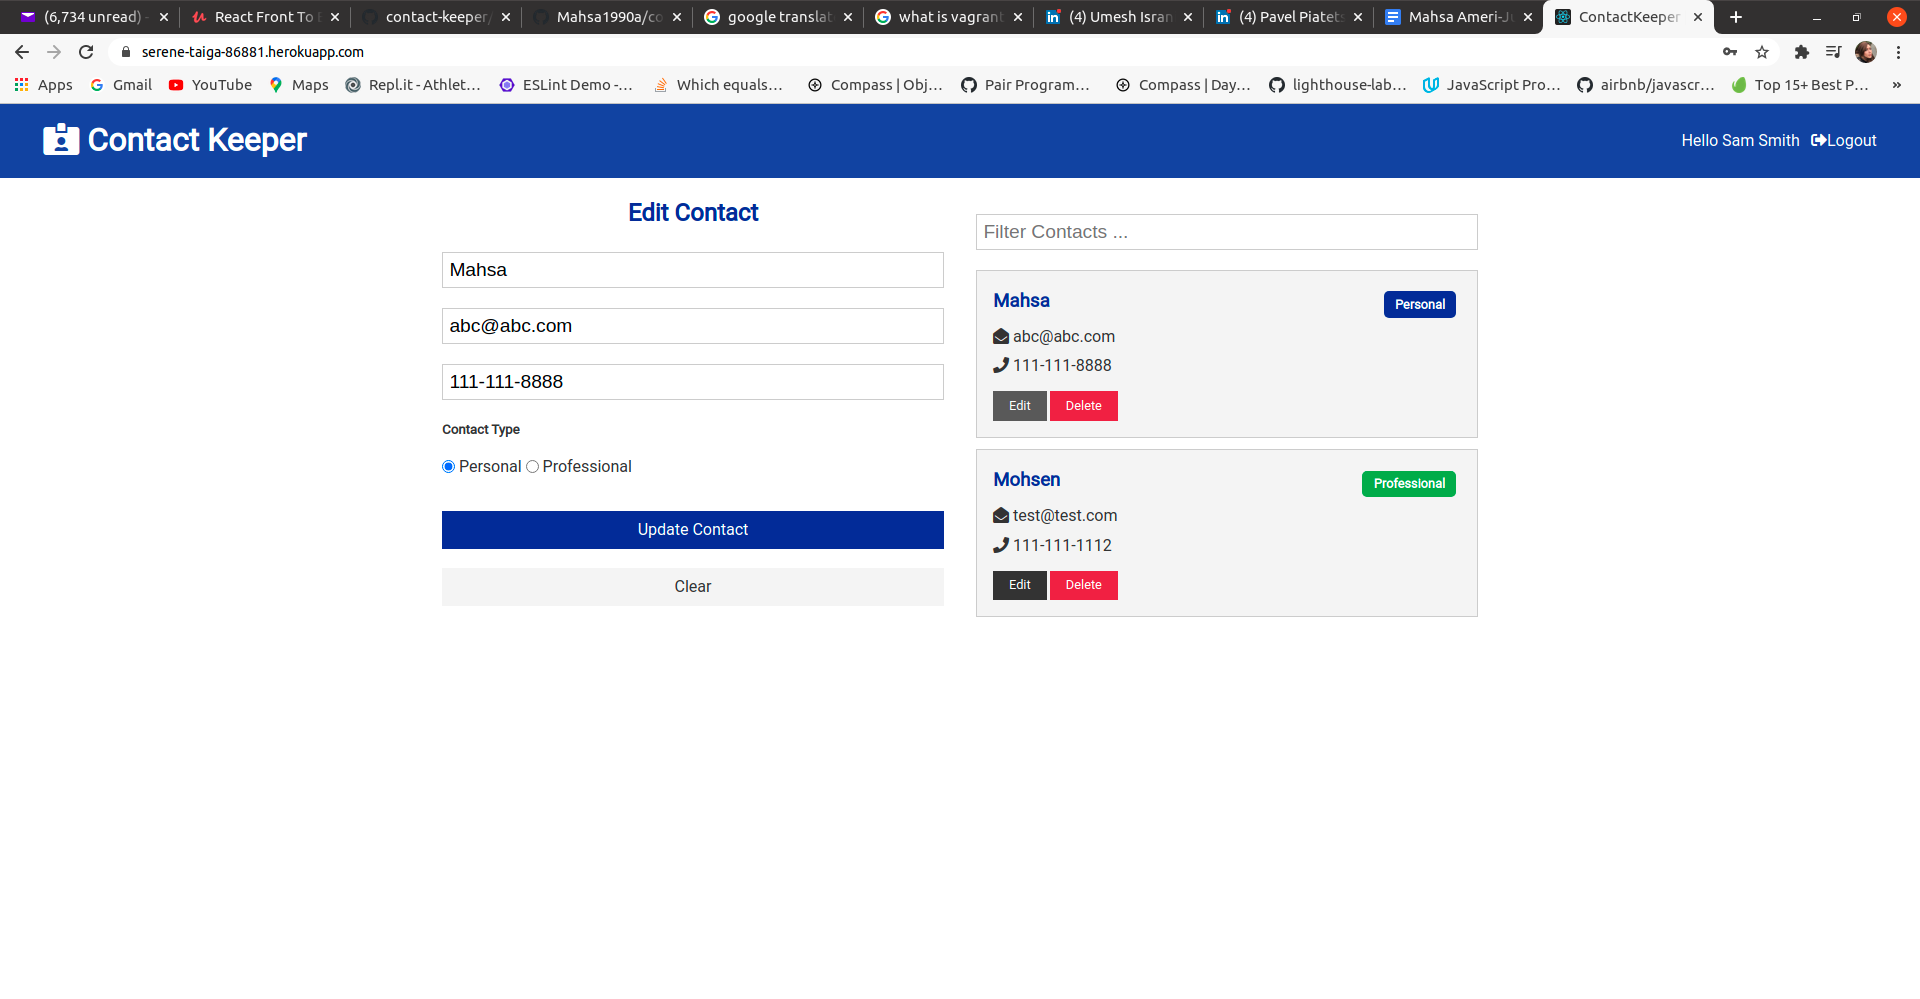 (6,734 unread) -
React Front To
contact-keeper/
Mahsa1990a/co
google translat
what is vagrant
(4) Umesh Isran
(4) Pavel Piatets
Mahsa Ameri-J
ContactKeeper
serene-taiga-86881.herokuapp.com
Apps
Gmail
YouTube
Maps
Repl.it - Athlet...
ESLint Demo -...
Which equals...
Compass | Obj...
Pair Program...
Compass | Day...
lighthouse-lab...
JavaScript Pro...
airbnb/javascr...
Top 15+ Best P...
»
Contact Keeper
Hello Sam Smith
Logout
Edit Contact
Mahsa
abc@abc.com
111-111-8888
Contact Type
Personal Professional
Update Contact
Clear
Filter Contacts ...
Mahsa
Personal
abc@abc.com
111-111-8888
Edit
Delete
Mohsen
Professional
test@test.com
111-111-1112
Edit
Delete